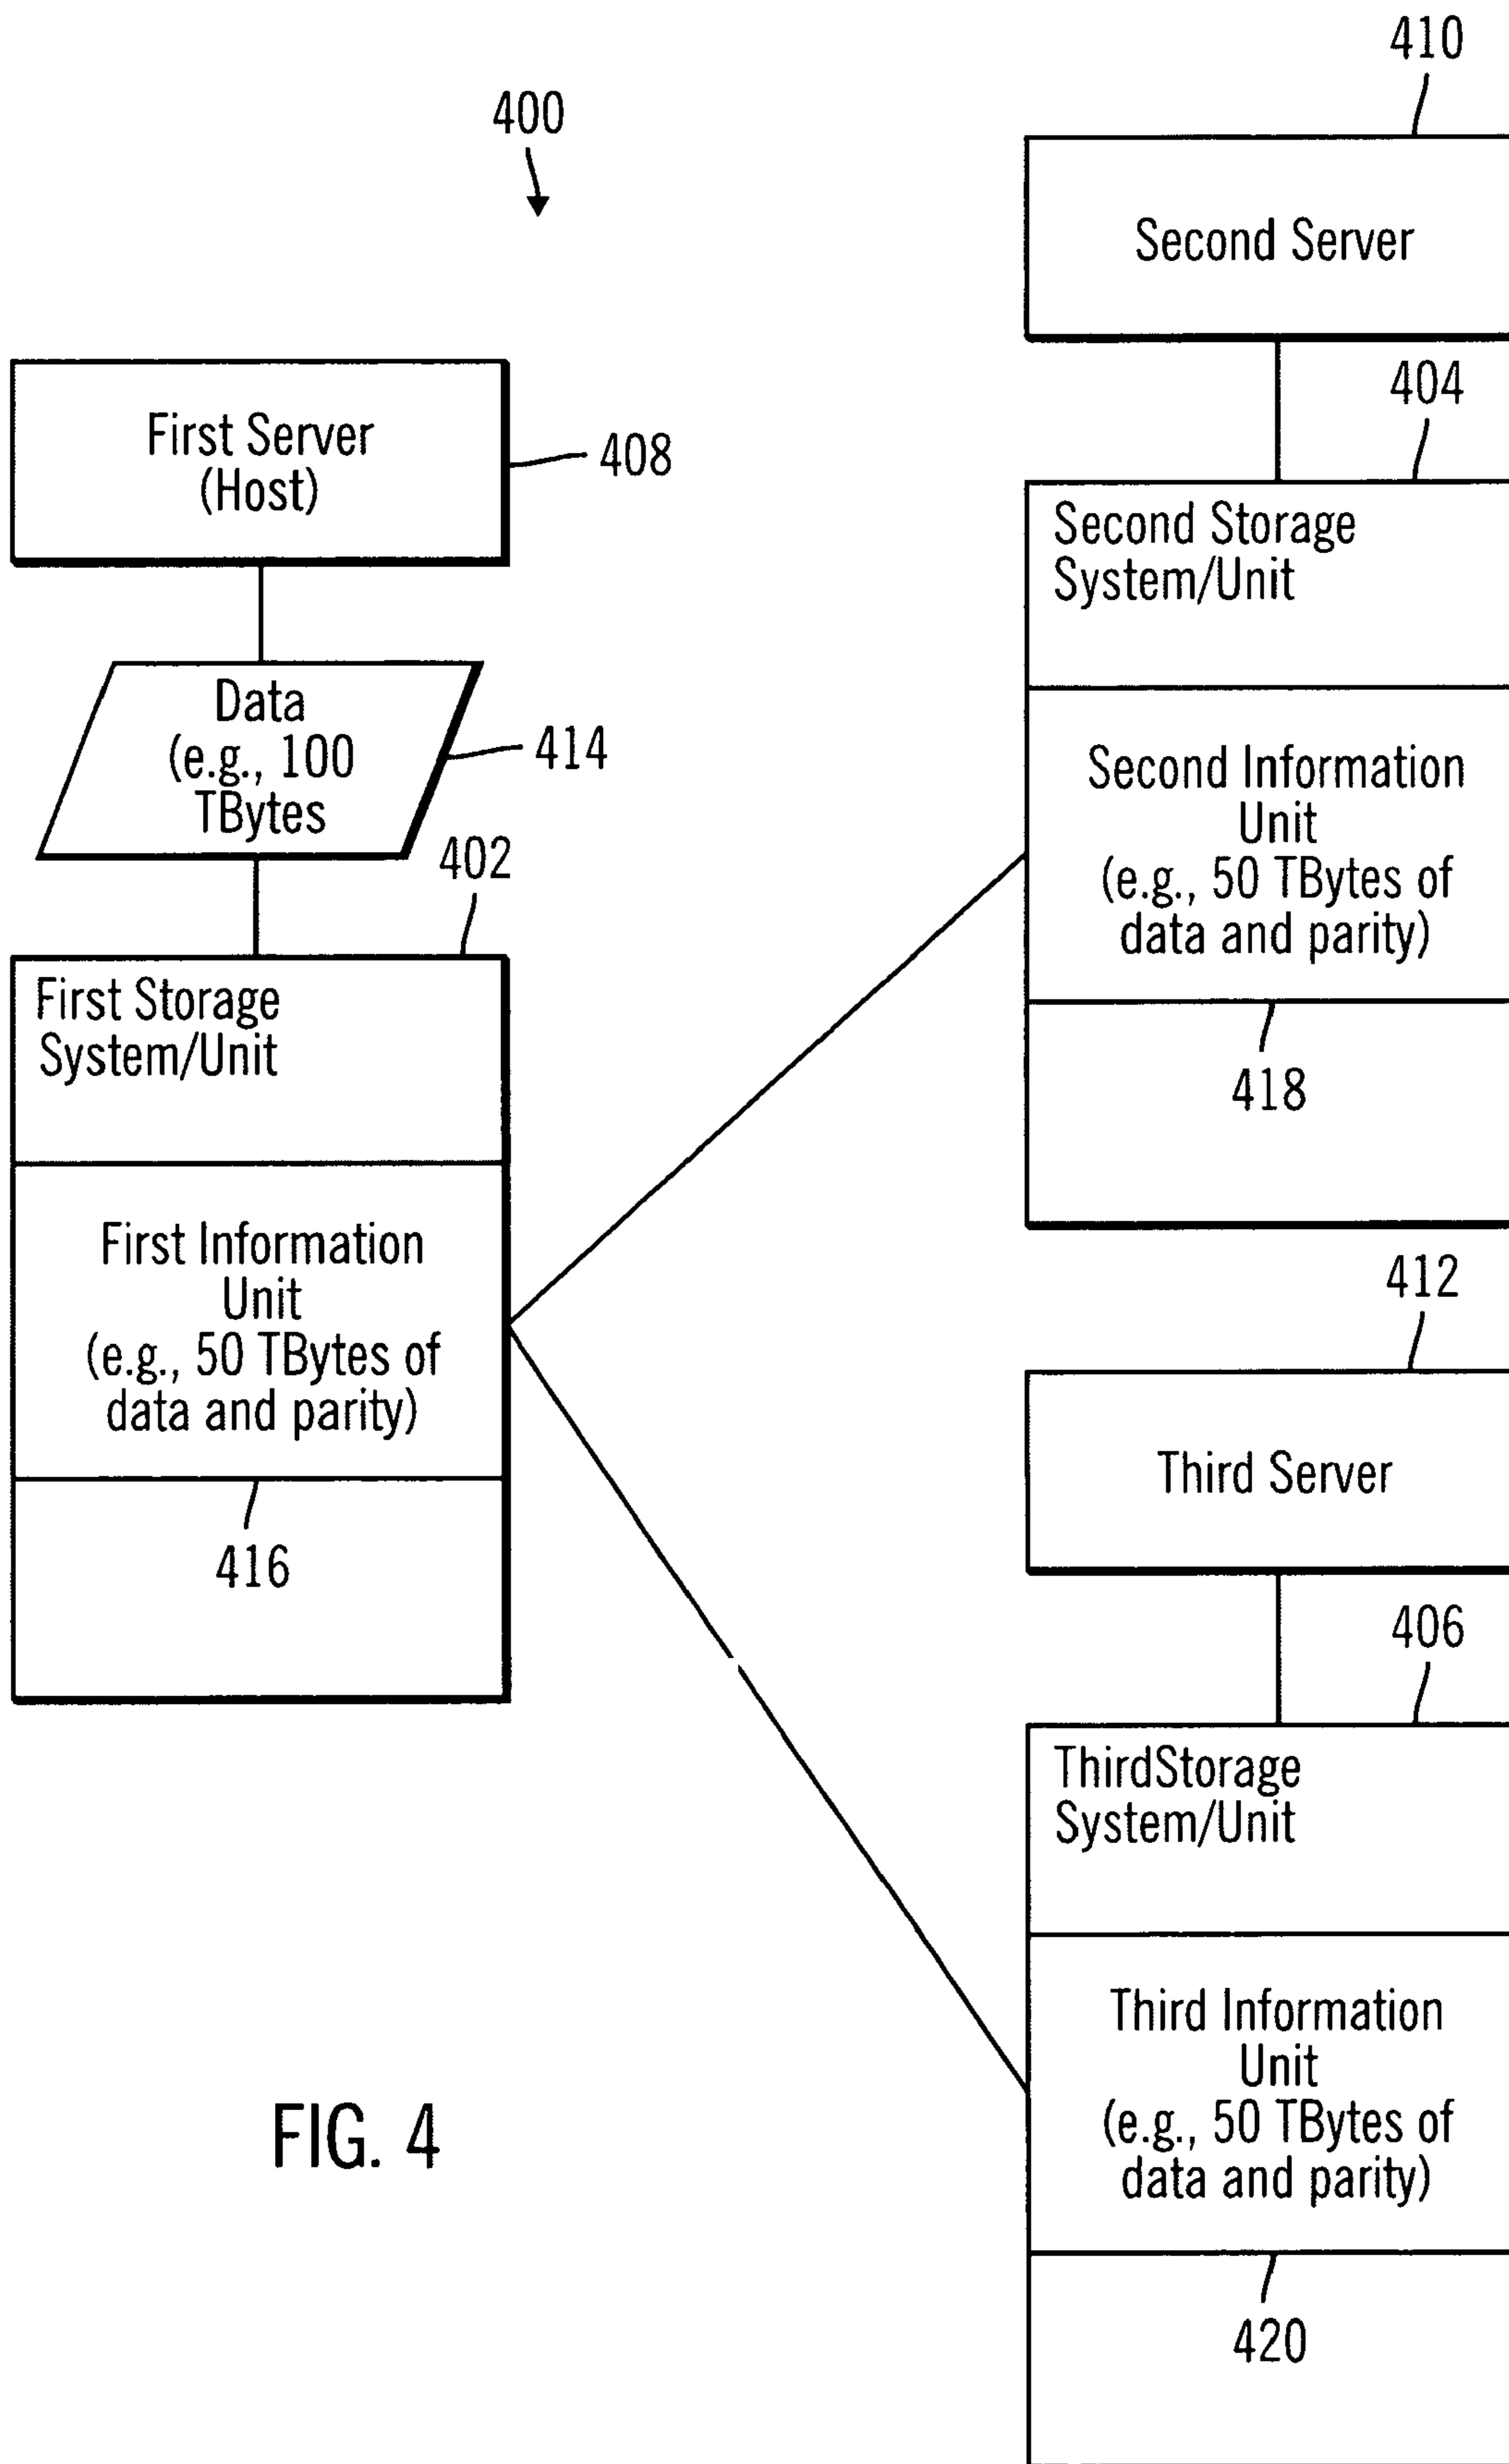 400
First Server
(Host)
408
Data
(e.g., 100
TBytes
414
402
First Storage
System/Unit
First Information
Unit
(e.g., 50 TBytes of
data and parity)
416
410
Second Server
404
Second Storage
System/Unit
Second Information
Unit
(e.g., 50 TBytes of
data and parity)
418
412
Third Server
406
ThirdStorage
System/Unit
Third Information
Unit
(e.g., 50 TBytes of
data and parity)
420
FIG. 4